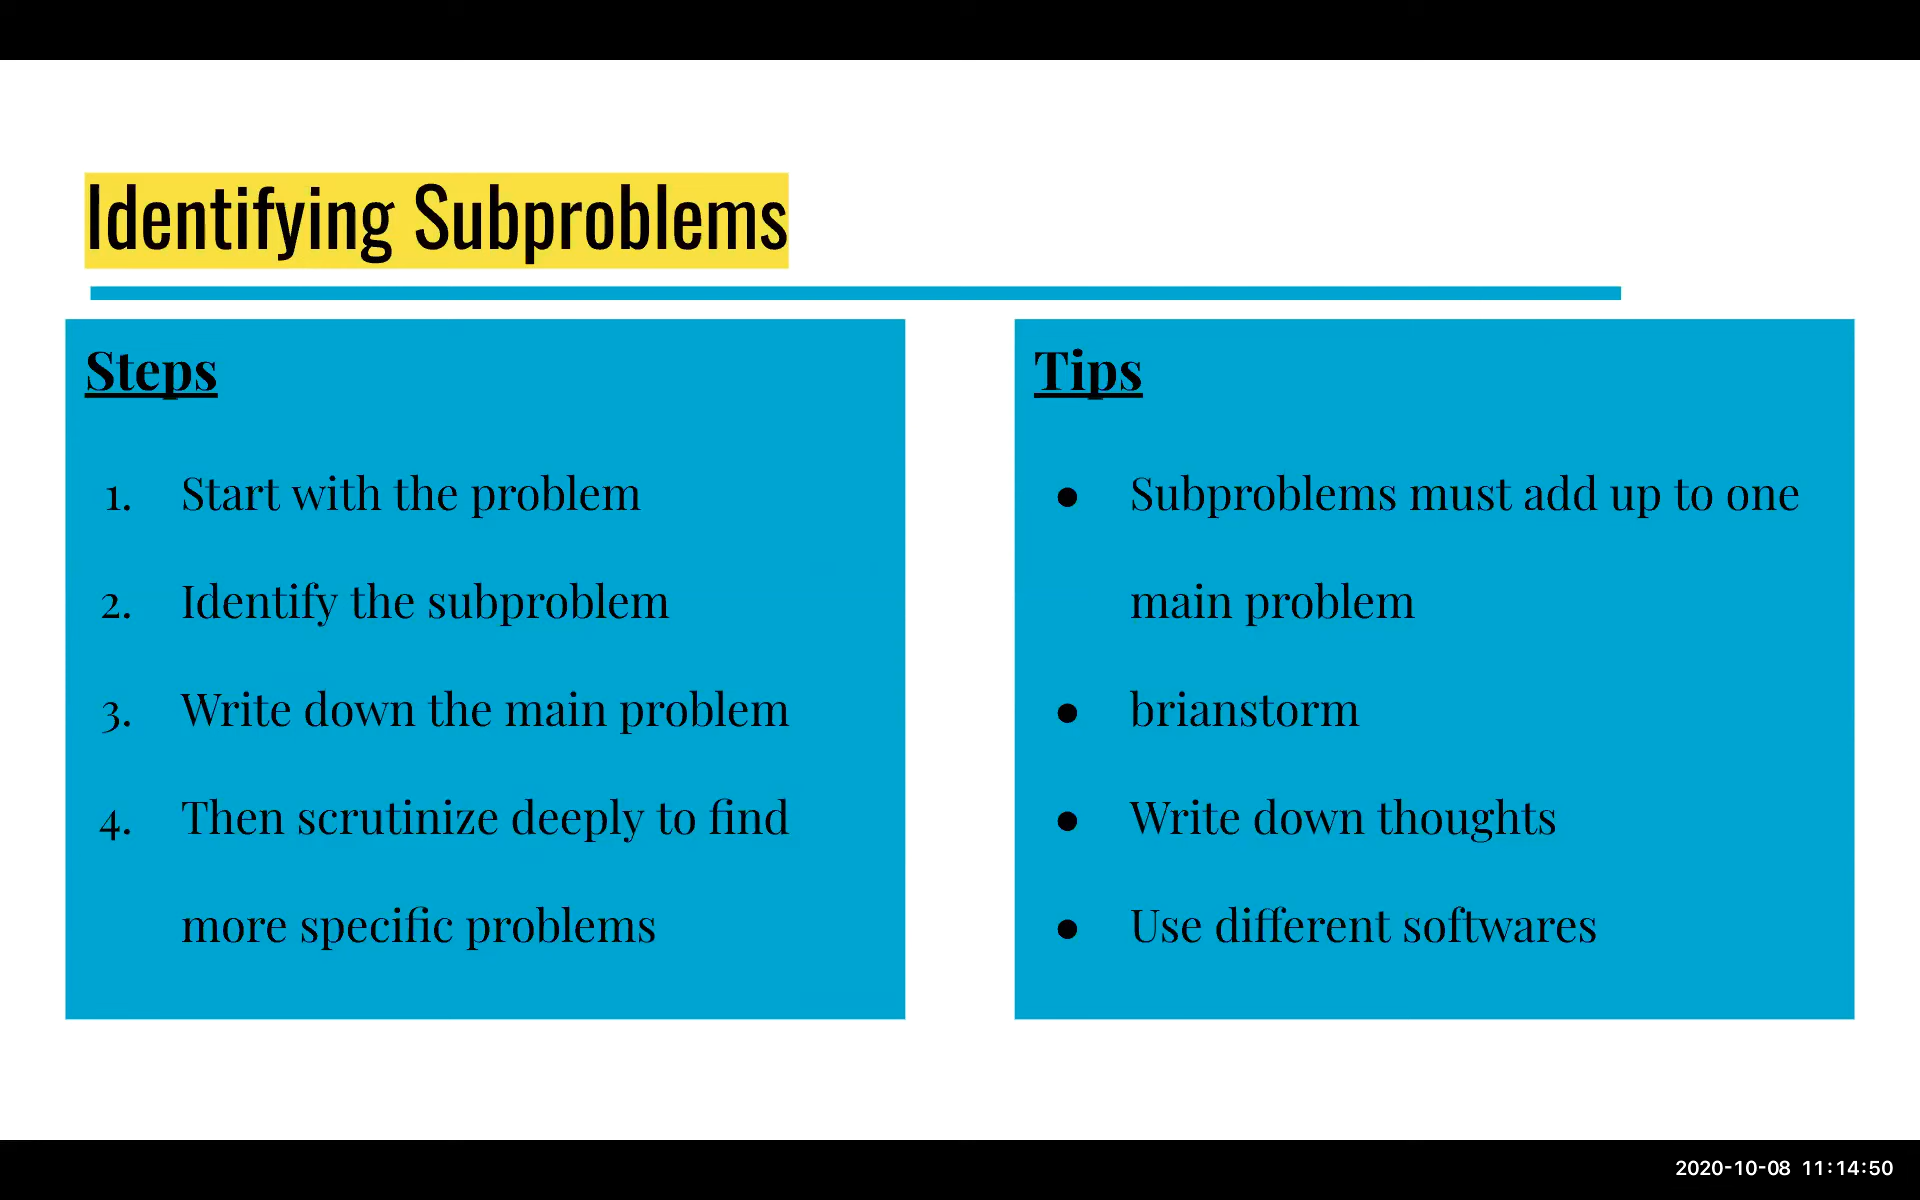 Identifying Subproblems
Steps
1. Start with the problem
2. Identify the subproblem
3. Write down the main problem
4. Then scrutinize deeply to find
more specific problems
Tips
● Subproblems must add up to one
main problem
● brianstorm
● Write down thoughts
● Use different softwares
2020-10-08 11:14:50